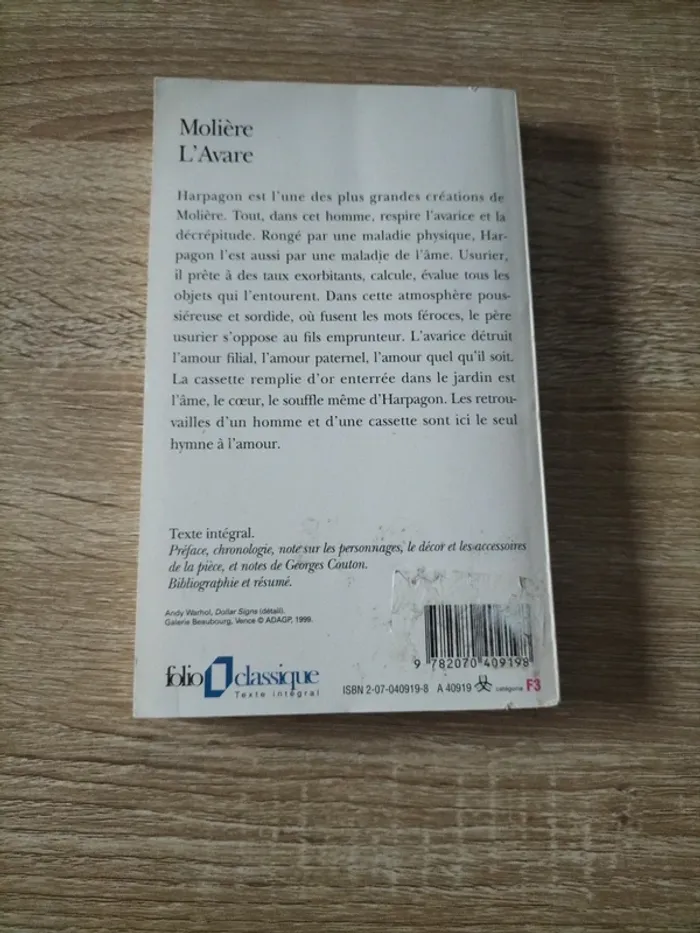 Molière
L'Avare
Harpagon est l'une des plus grandes créations de
Molière. Tout, dans cet homme, respire l'avarice et la
décrépitude. Rongé par une maladie physique, Har-
pagon l'est aussi par une maladie de l'âme. Usurier,
il prête à des taux exorbitants, calcule, évalue tous les
objets qui l'entourent. Dans cette atmosphère pous-
siéreuse et sordide, où fusent les mots féroces, le père
usurier s'oppose au fils emprunteur. L'avarice détruit
l'amour filial, l'amour paternel, l'amour quel qu'il soit.
La cassette remplie d'or enterrée dans le jardin est
l'âme, le cœur, le souffle même d'Harpagon. Les retrou-
vailles d'un homme et d'une cassette sont ici le seul
hymne à l'amour.
Texte intégral.
Préface, chronologie, note sur les personnages, le décor et les accessoires
de la pièce, et notes de Georges Couton.
Bibliographie et résumé.
Andy Warhol, Dollar Signs (détail).
Galerie Beaubourg, Vence © ADAGP, 1999.
9 782070 409198
folio classique
Texte intégral
ISBN 2-07-040919-8 A 40919 catégorie F3